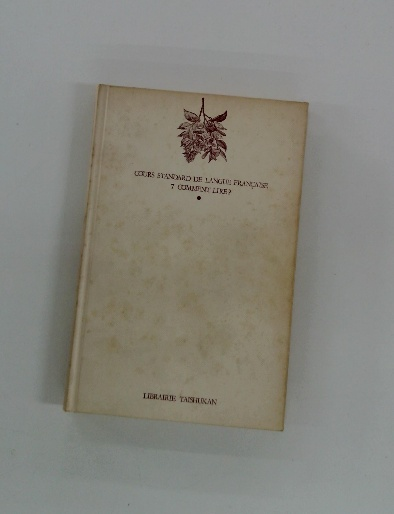 COURS STANDARD DE LANGUE FRANÇAISE
7 COMMENT LIRE?
LIBRAIRIE TAISHUKAN